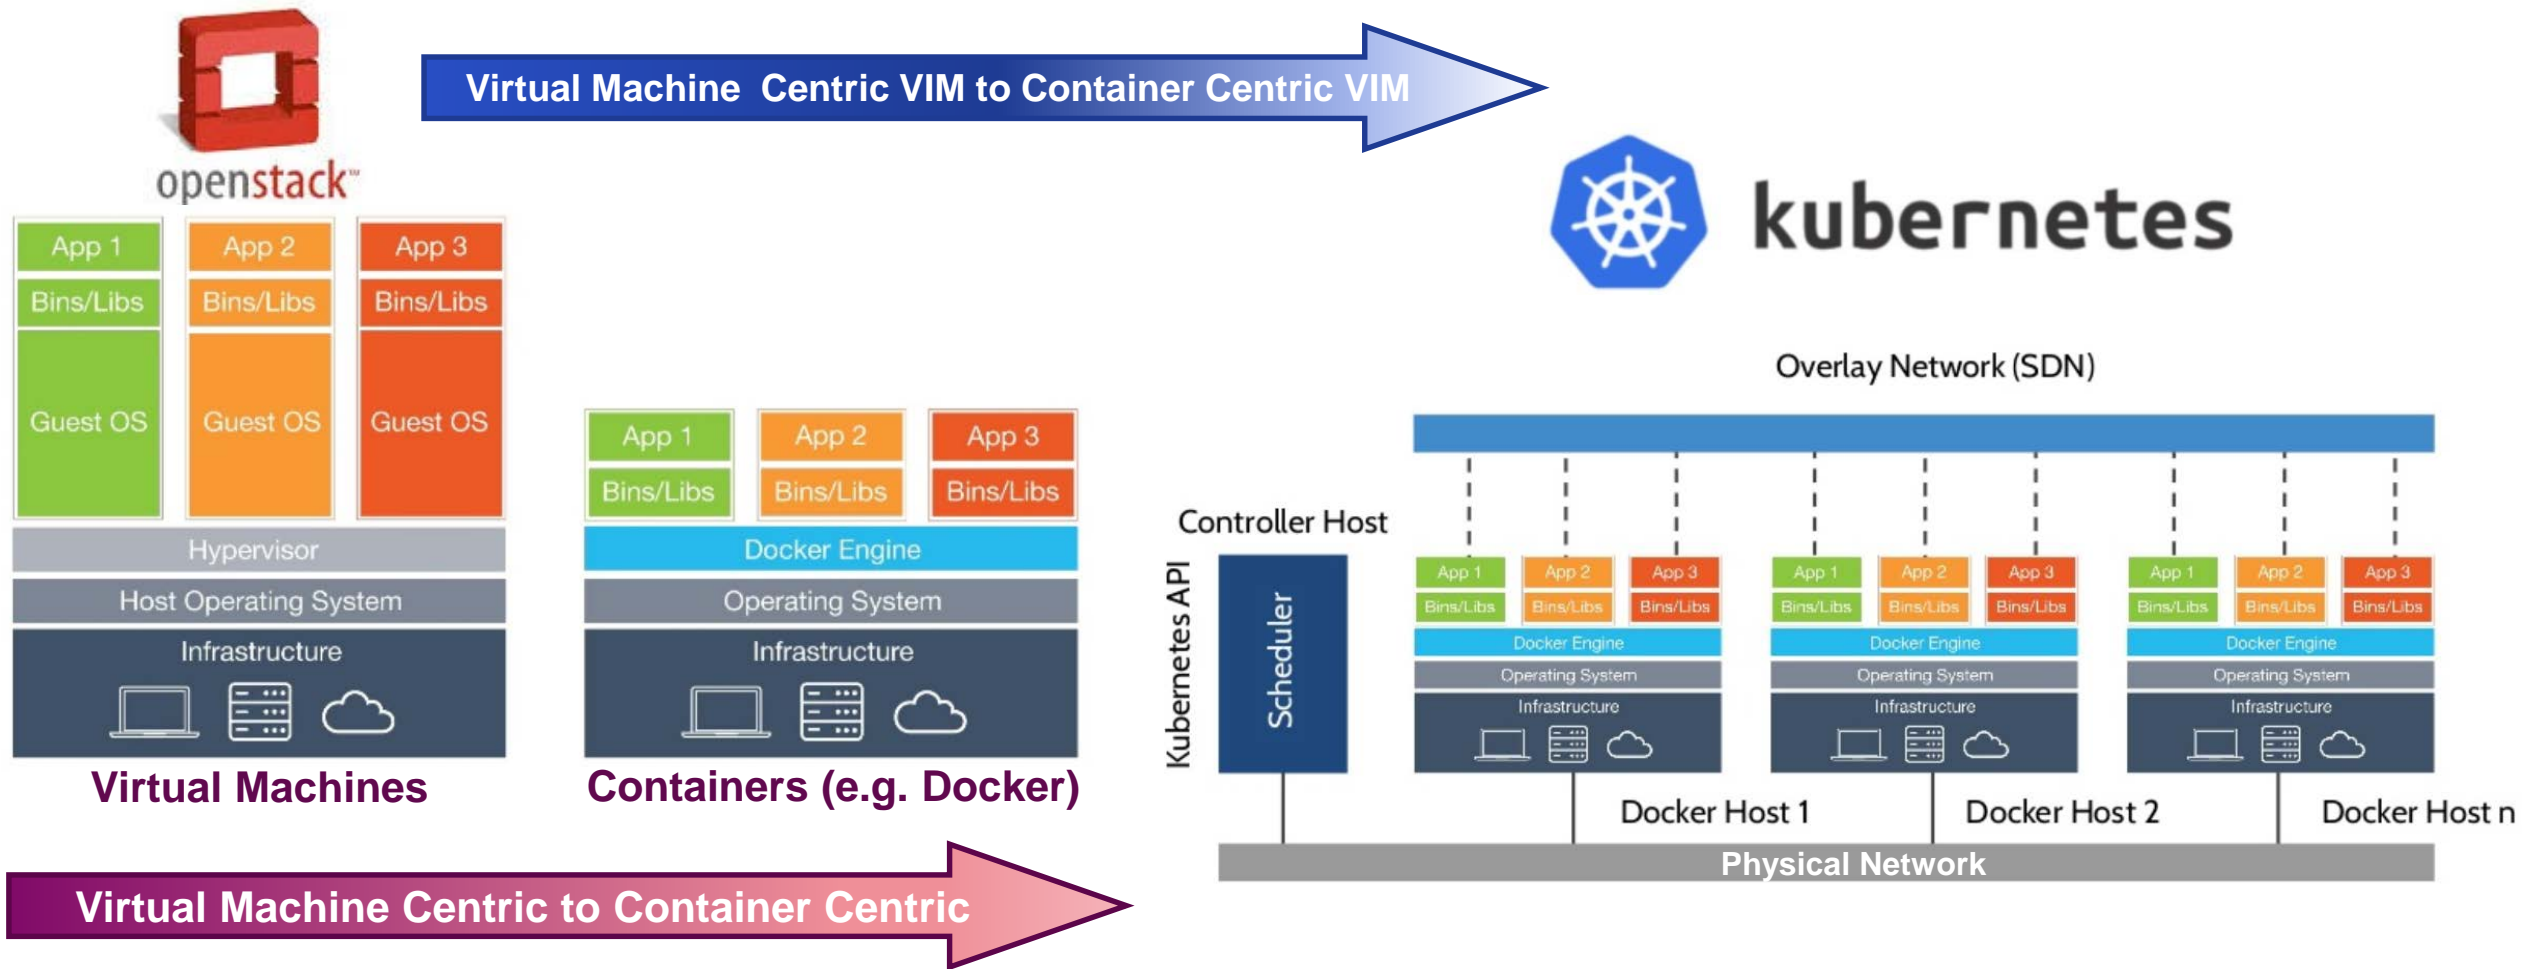 openstack™
Virtual Machine Centric VIM to Container Centric VIM
kubernetes
App 1
App 2
App 3
Bins/Libs
Bins/Libs
Bins/Libs
Guest OS
Guest OS
Guest OS
Hypervisor
Host Operating System
Infrastructure
Virtual Machines
App 1
App 2
App 3
Bins/Libs
Bins/Libs
Bins/Libs
Docker Engine
Operating System
Infrastructure
Containers (e.g. Docker)
Virtual Machine Centric to Container Centric
Overlay Network (SDN)
Controller Host
Kubernetes API
Scheduler
App 1
App 2
App 3
Bins/Libs
Bins/Libs
Bins/Libs
Docker Engine
Operating System
Infrastructure
Docker Host 1
App 1
App 2
App 3
Bins/Libs
Bins/Libs
Bins/Libs
Docker Engine
Operating System
Infrastructure
Docker Host 2
App 1
App 2
App 3
Bins/Libs
Bins/Libs
Bins/Libs
Docker Engine
Operating System
Infrastructure
Docker Host n
Physical Network